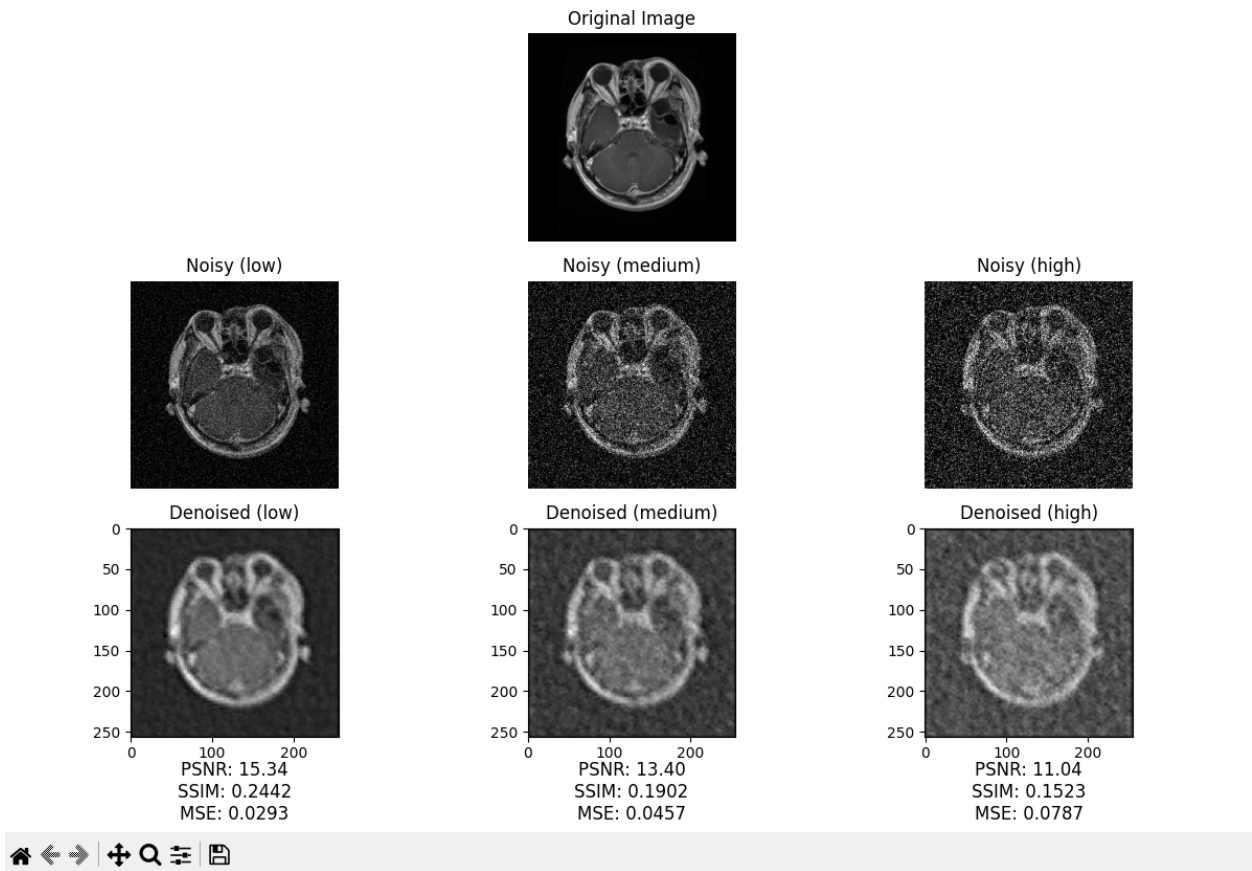 Original Image
Noisy (low)
Noisy (medium)
Noisy (high)
Denoised (low)
Denoised (medium)
Denoised (high)
0
50
100
150
200
250
0
100
200
0
50
100
150
200
250
0
100
200
0
50
100
150
200
250
0
100
200
PSNR: 15.34
SSIM: 0.2442
MSE: 0.0293
PSNR: 13.40
SSIM: 0.1902
MSE: 0.0457
PSNR: 11.04
SSIM: 0.1523
MSE: 0.0787